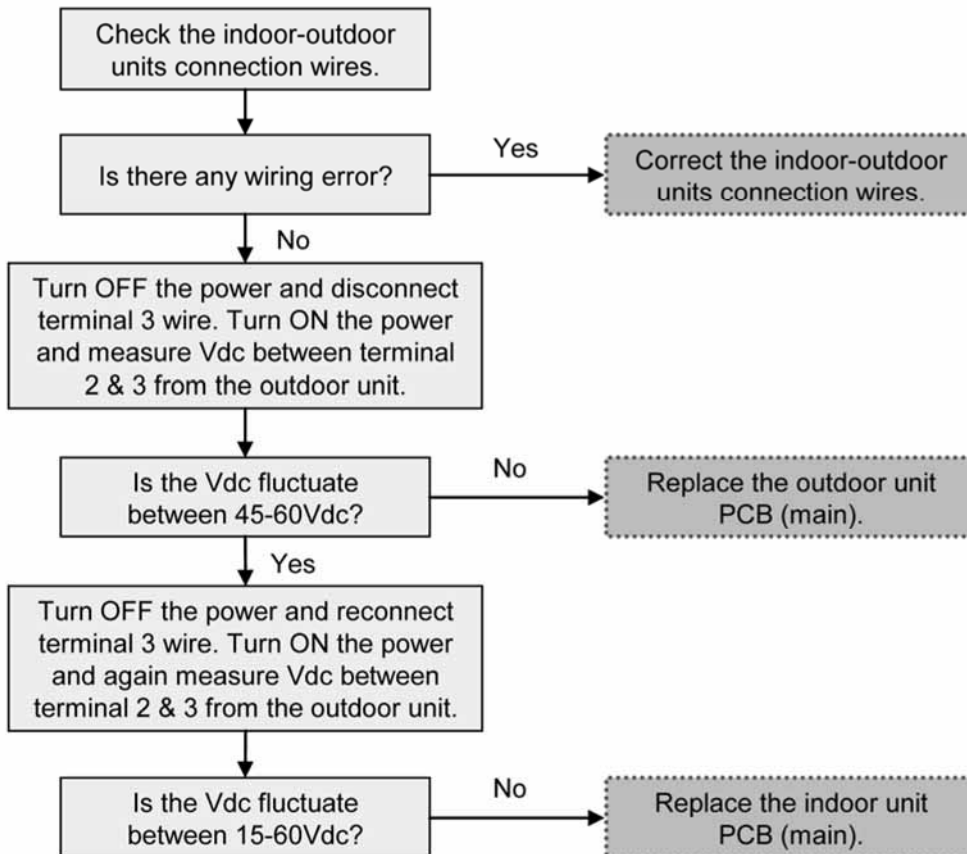 Check the indoor-outdoor
units connection wires.
Is there any wiring error?
Yes
Correct the indoor-outdoor
units connection wires.
No
Turn OFF the power and disconnect
terminal 3 wire. Turn ON the power
and measure Vdc between terminal
2 & 3 from the outdoor unit.
Is the Vdc fluctuate
between 45-60Vdc?
No
Replace the outdoor unit
PCB (main).
Yes
Turn OFF the power and reconnect
terminal 3 wire. Turn ON the power
and again measure Vdc between
terminal 2 & 3 from the outdoor unit.
Is the Vdc fluctuate
between 15-60Vdc?
No
Replace the indoor unit
PCB (main).